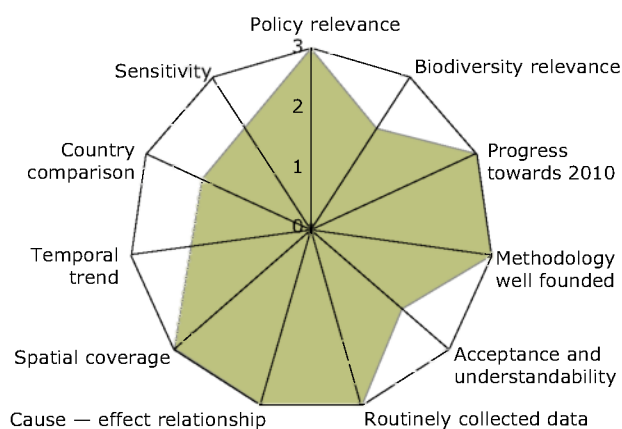 Policy relevance
3
Sensitivity
Biodiversity relevance
2
Country
comparison
Progress
towards 2010
1
0
Temporal
trend
Methodology
well founded
Spatial coverage
Acceptance and
understandability
Cause — effect relationship
Routinely collected data